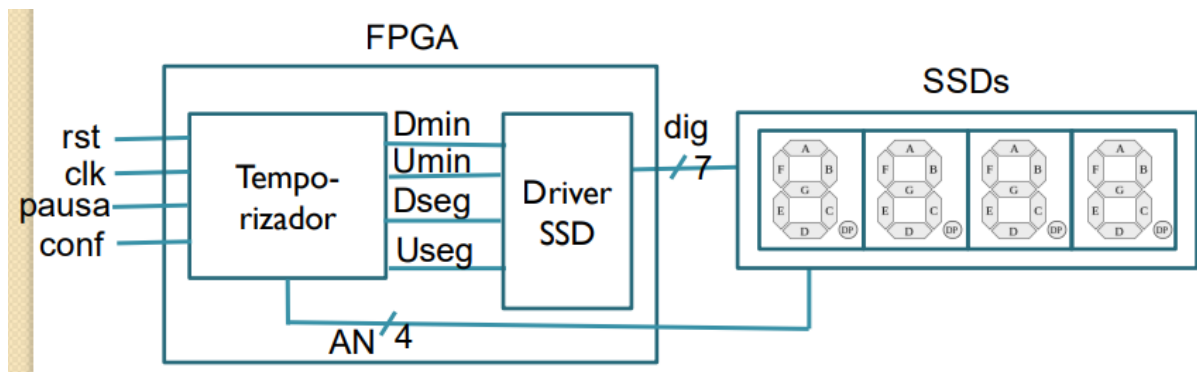 FPGA
SSDs
rst
clk
pausa
conf
Tempo-
rizador
Dmin
Umin
Dseg
Useg
Driver
SSD
dig
7
AN
4
A
F
B
G
E
C
D
DP
A
F
B
G
E
C
D
DP
A
F
B
G
E
C
D
DP
A
F
B
G
E
C
D
DP